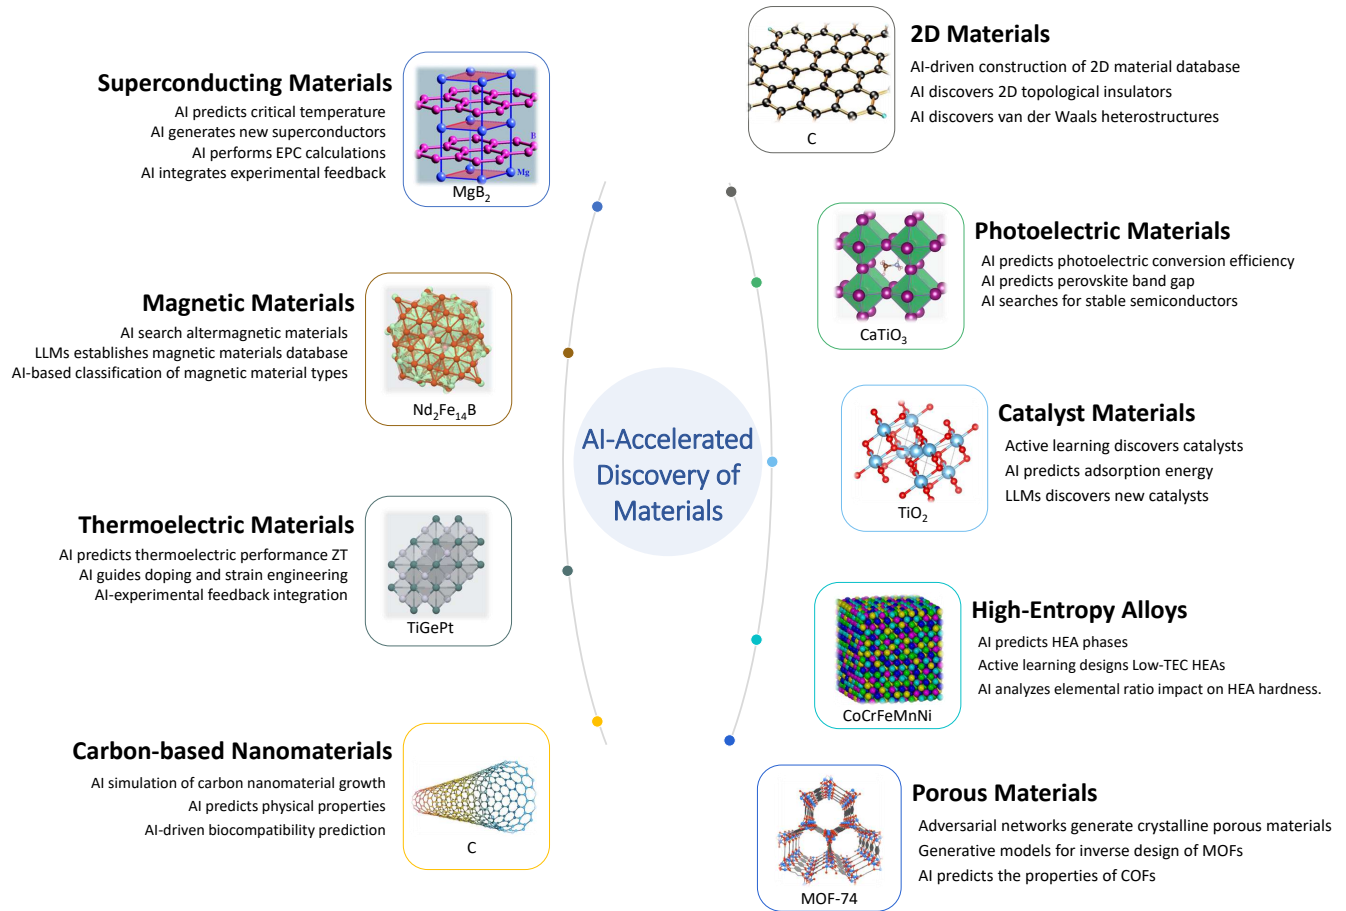 Superconducting Materials
AI predicts critical temperature
AI generates new superconductors
AI performs EPC calculations
AI integrates experimental feedback
B
Mg
MgB₂
Magnetic Materials
AI search altermagnetic materials
LLMs establishes magnetic materials database
AI-based classification of magnetic material types
Nd₂Fe₁₄B
Thermoelectric Materials
AI predicts thermoelectric performance ZT
AI guides doping and strain engineering
AI-experimental feedback integration
TiGePt
Carbon-based Nanomaterials
AI simulation of carbon nanomaterial growth
AI predicts physical properties
AI-driven biocompatibility prediction
C
AI-Accelerated
Discovery of
Materials
2D Materials
AI-driven construction of 2D material database
AI discovers 2D topological insulators
AI discovers van der Waals heterostructures
C
Photoelectric Materials
AI predicts photoelectric conversion efficiency
AI predicts perovskite band gap
AI searches for stable semiconductors
CaTiO₃
Catalyst Materials
Active learning discovers catalysts
AI predicts adsorption energy
LLMs discovers new catalysts
TiO₂
High-Entropy Alloys
AI predicts HEA phases
Active learning designs Low-TEC HEAs
AI analyzes elemental ratio impact on HEA hardness.
CoCrFeMnNi
Porous Materials
Adversarial networks generate crystalline porous materials
Generative models for inverse design of MOFs
AI predicts the properties of COFs
MOF-74